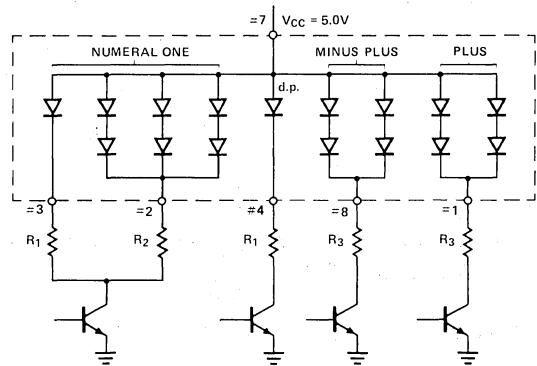 =7 VCC = 5.0V
NUMERAL ONE MINUS PLUS PLUS
d.p.
=3 =2 #4 =8 =1
R1 R2 R1 R3 R3